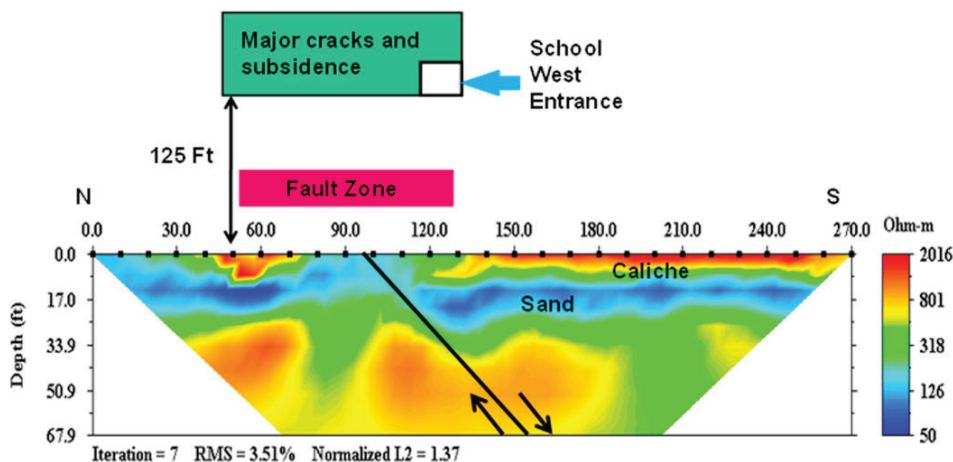 Major cracks and
subsidence
School
West
Entrance
125 Ft
Fault Zone
N
S
0.0 30.0 60.0 90.0 120.0 150.0 180.0 210.0 240.0 270.0
Ohm-m
0.0
17.0
33.9
50.9
67.9
Depth (ft)
Caliche
Sand
2016
801
318
126
50
Iteration = 7 RMS = 3.51% Normalized L2 = 1.37